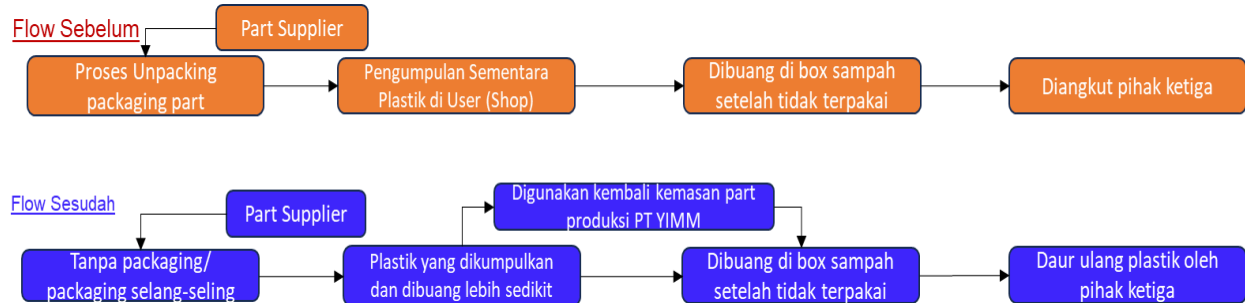 Flow Sebelum
Part Supplier
Proses Unpacking
packaging part
Pengumpulan Sementara
Plastik di User (Shop)
Dibuang di box sampah
setelah tidak terpakai
Diangkut pihak ketiga
Flow Sesudah
Part Supplier
Digunakan kembali kemasan part
produksi PT YIMM
Tanpa packaging/
packaging selang-seling
Plastik yang dikumpulkan
dan dibuang lebih sedikit
Dibuang di box sampah
setelah tidak terpakai
Daur ulang plastik oleh
pihak ketiga